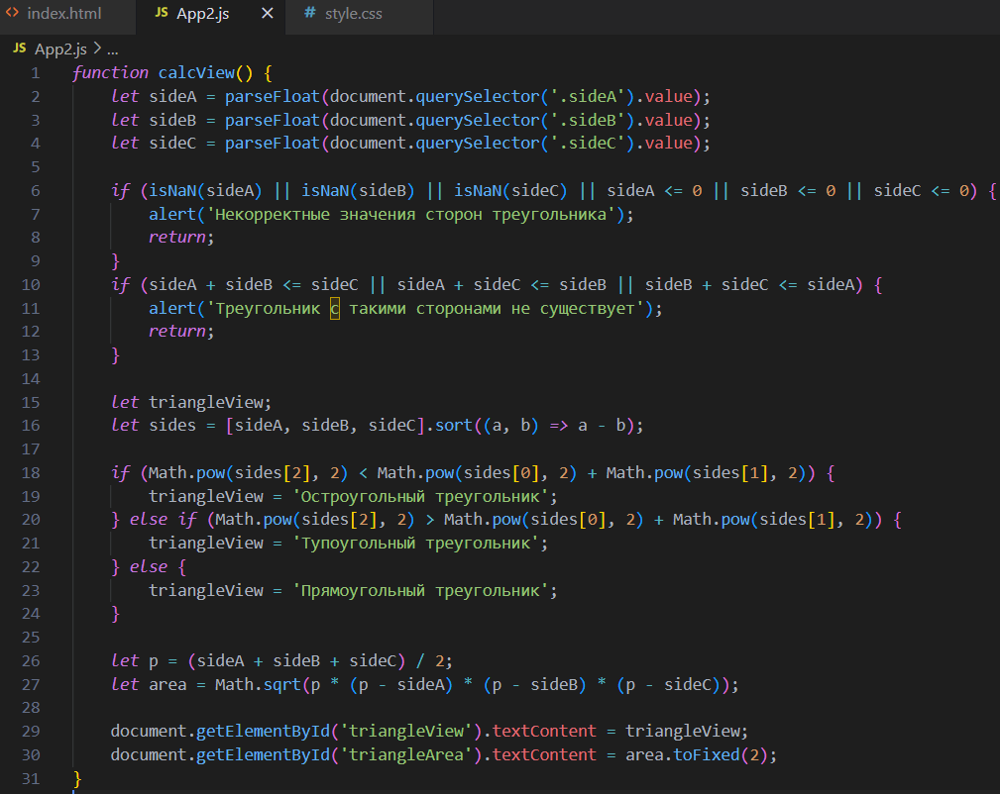 <> index.html JS App2.js × # style.css
JS App2.js > ...
1 function calcView() {
2 let sideA = parseFloat(document.querySelector('.sideA').value);
3 let sideB = parseFloat(document.querySelector('.sideB').value);
4 let sideC = parseFloat(document.querySelector('.sideC').value);
5
6 if (isNaN(sideA) || isNaN(sideB) || isNaN(sideC) || sideA <= 0 || sideB <= 0 || sideC <= 0) {
7 alert('Некорректные значения сторон треугольника');
8 return;
9 }
10 if (sideA + sideB <= sideC || sideA + sideC <= sideB || sideB + sideC <= sideA) {
11 alert('Треугольник с такими сторонами не существует');
12 return;
13 }
14
15 let triangleView;
16 let sides = [sideA, sideB, sideC].sort((a, b) => a - b);
17
18 if (Math.pow(sides[2], 2) < Math.pow(sides[0], 2) + Math.pow(sides[1], 2)) {
19 triangleView = 'Остроугольный треугольник';
20 } else if (Math.pow(sides[2], 2) > Math.pow(sides[0], 2) + Math.pow(sides[1], 2)) {
21 triangleView = 'Тупоугольный треугольник';
22 } else {
23 triangleView = 'Прямоугольный треугольник';
24 }
25
26 let p = (sideA + sideB + sideC) / 2;
27 let area = Math.sqrt(p * (p - sideA) * (p - sideB) * (p - sideC));
28
29 document.getElementById('triangleView').textContent = triangleView;
30 document.getElementById('triangleArea').textContent = area.toFixed(2);
31 }